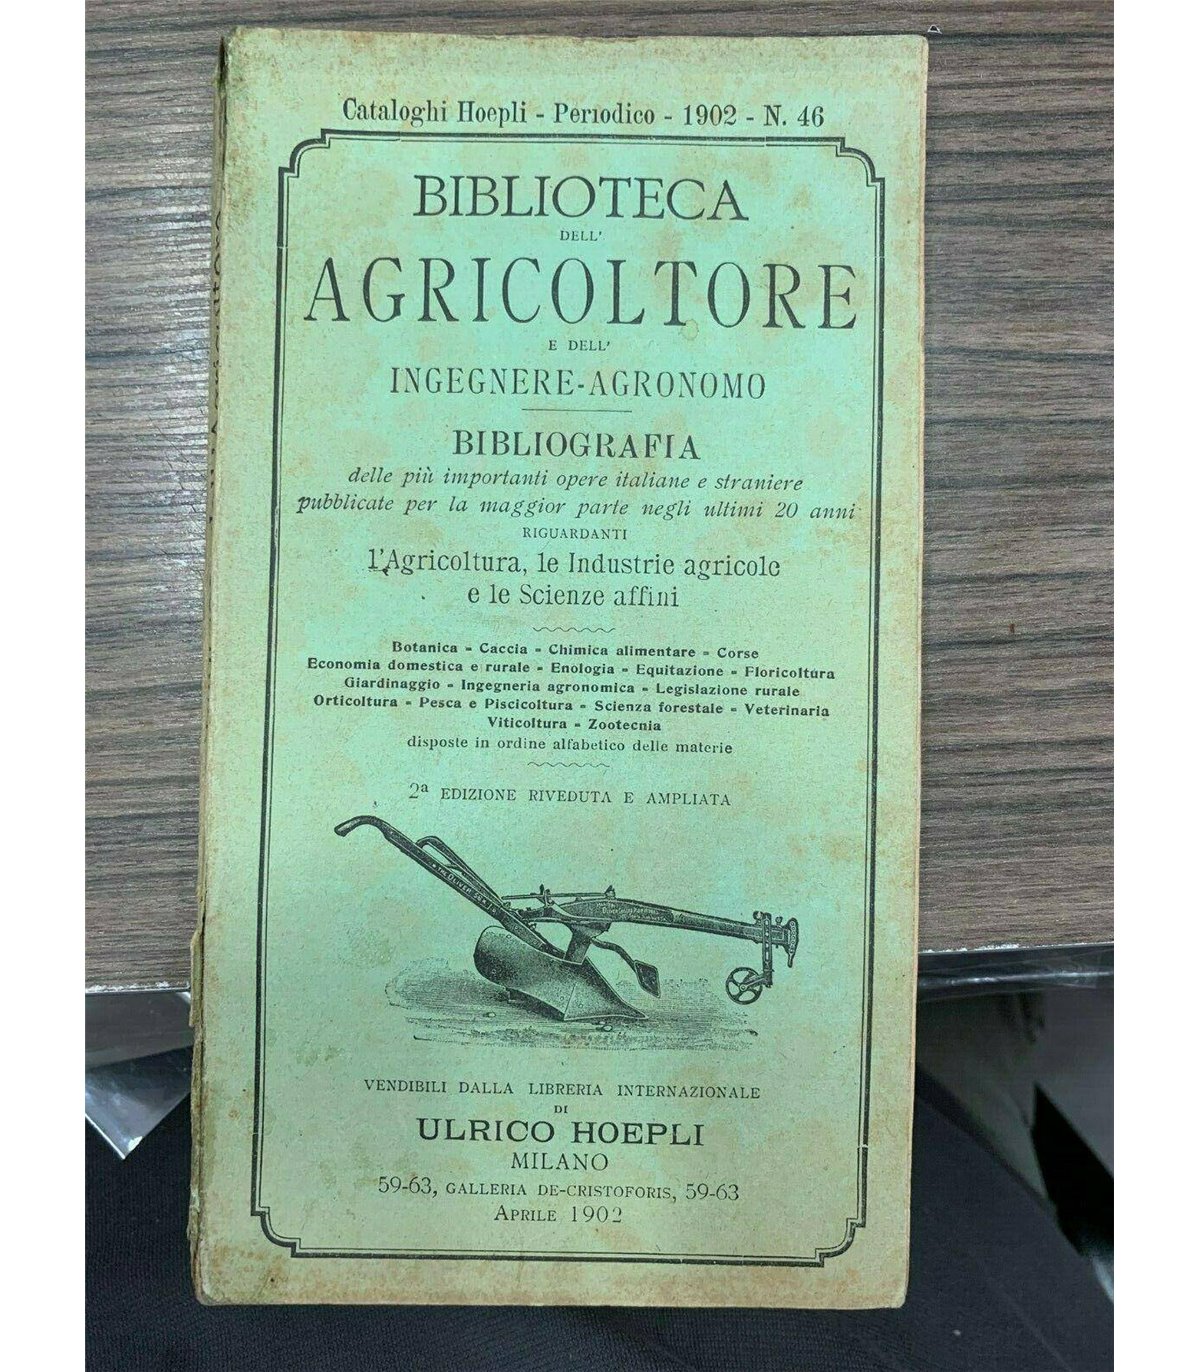 Cataloghi Hoepli - Periodico - 1902 - N. 46
BIBLIOTECA
DELL'
AGRICOLTORE
E DELL'
INGEGNERE-AGRONOMO
BIBLIOGRAFIA
delle più importanti opere italiane e straniere
pubblicate per la maggior parte negli ultimi 20 anni
RIGUARDANTI
l'Agricoltura, le Industrie agricole
e le Scienze affini
Botanica - Caccia - Chimica alimentare - Corse
Economia domestica e rurale - Enologia - Equitazione - Floricoltura
Giardinaggio - Ingegneria agronomica - Legislazione rurale
Orticoltura - Pesca e Piscicoltura - Scienza forestale - Veterinaria
Viticoltura - Zootecnia
disposte in ordine alfabetico delle materie
2ª EDIZIONE RIVEDUTA E AMPLIATA
THE OLIVER
VENDIBILI DALLA LIBRERIA INTERNAZIONALE
DI
ULRICO HOEPLI
MILANO
59-63, GALLERIA DE-CRISTOFORIS, 59-63
APRILE 1902